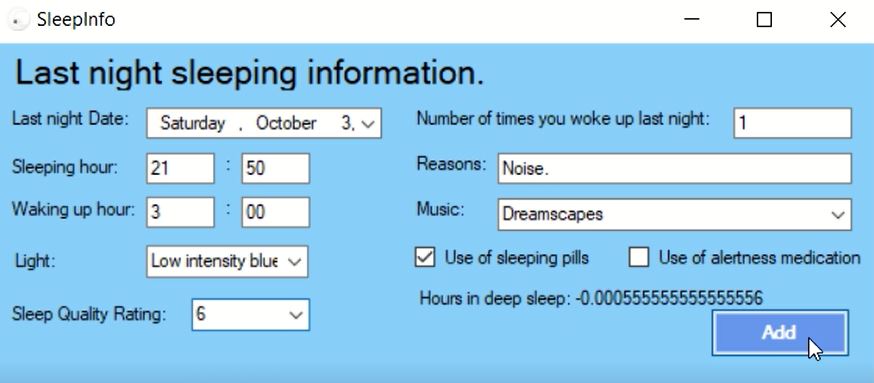 SleepInfo
Last night sleeping information.
Last night Date: Saturday , October 3,
Number of times you woke up last night: 1
Sleeping hour: 21 : 50
Reasons: Noise.
Waking up hour: 3 : 00
Music: Dreamscapes
Light: Low intensity blue
Use of sleeping pills
Use of alertness medication
Hours in deep sleep: -0.000555555555555556
Sleep Quality Rating: 6
Add